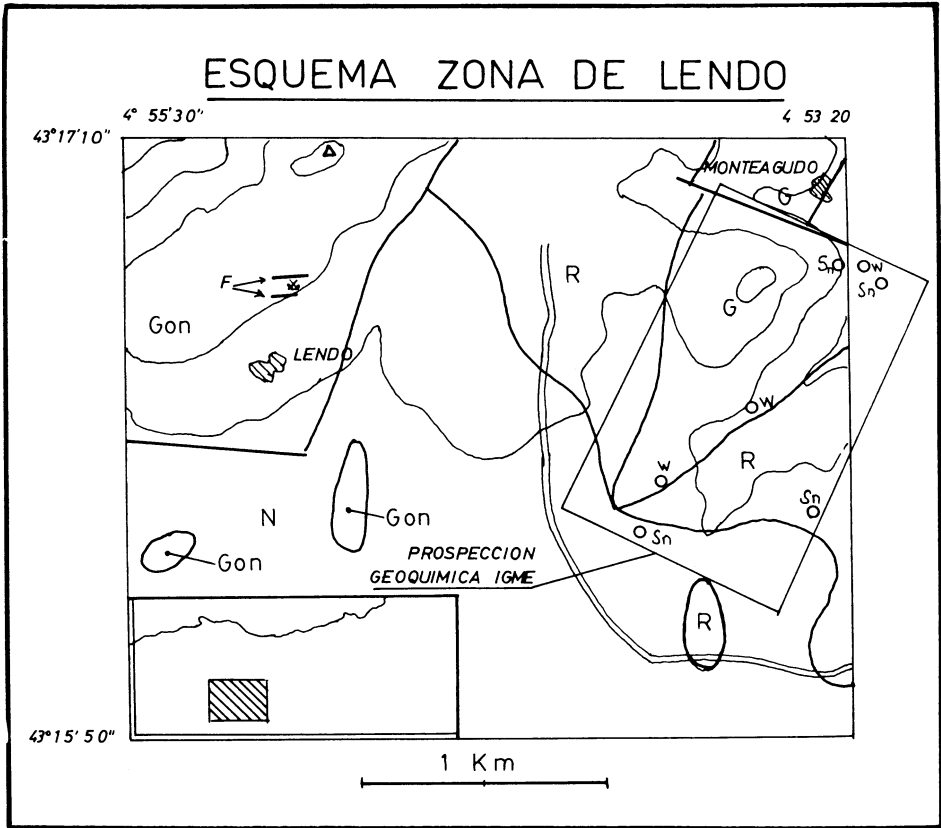 ESQUEMA ZONA DE LENDO
4° 55'30"
4 53 20
43°17'10"
MONTEAGUDO
G
R
Sn
W
Sn
F
G
Gon
LENDO
W
R
W
Sn
N
Gon
Sn
Gon
PROSPECCION
GEOQUIMICA IGME
R
43°15'50"
1 Km